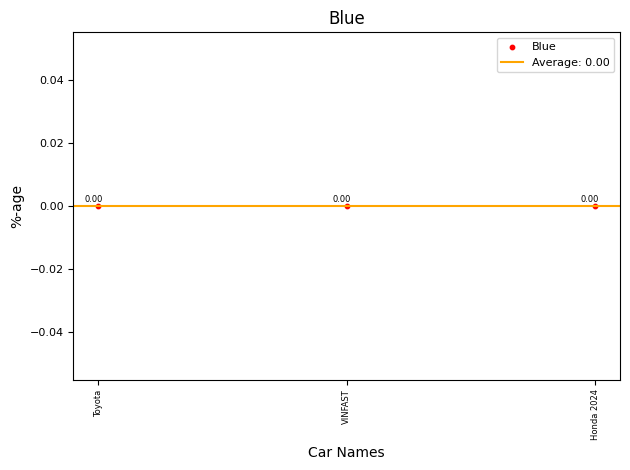 Blue
Blue
Average: 0.00
%-age
0.04
0.02
0.00
−0.02
−0.04
0.00
0.00
0.00
Toyota
VINFAST
Honda 2024
Car Names